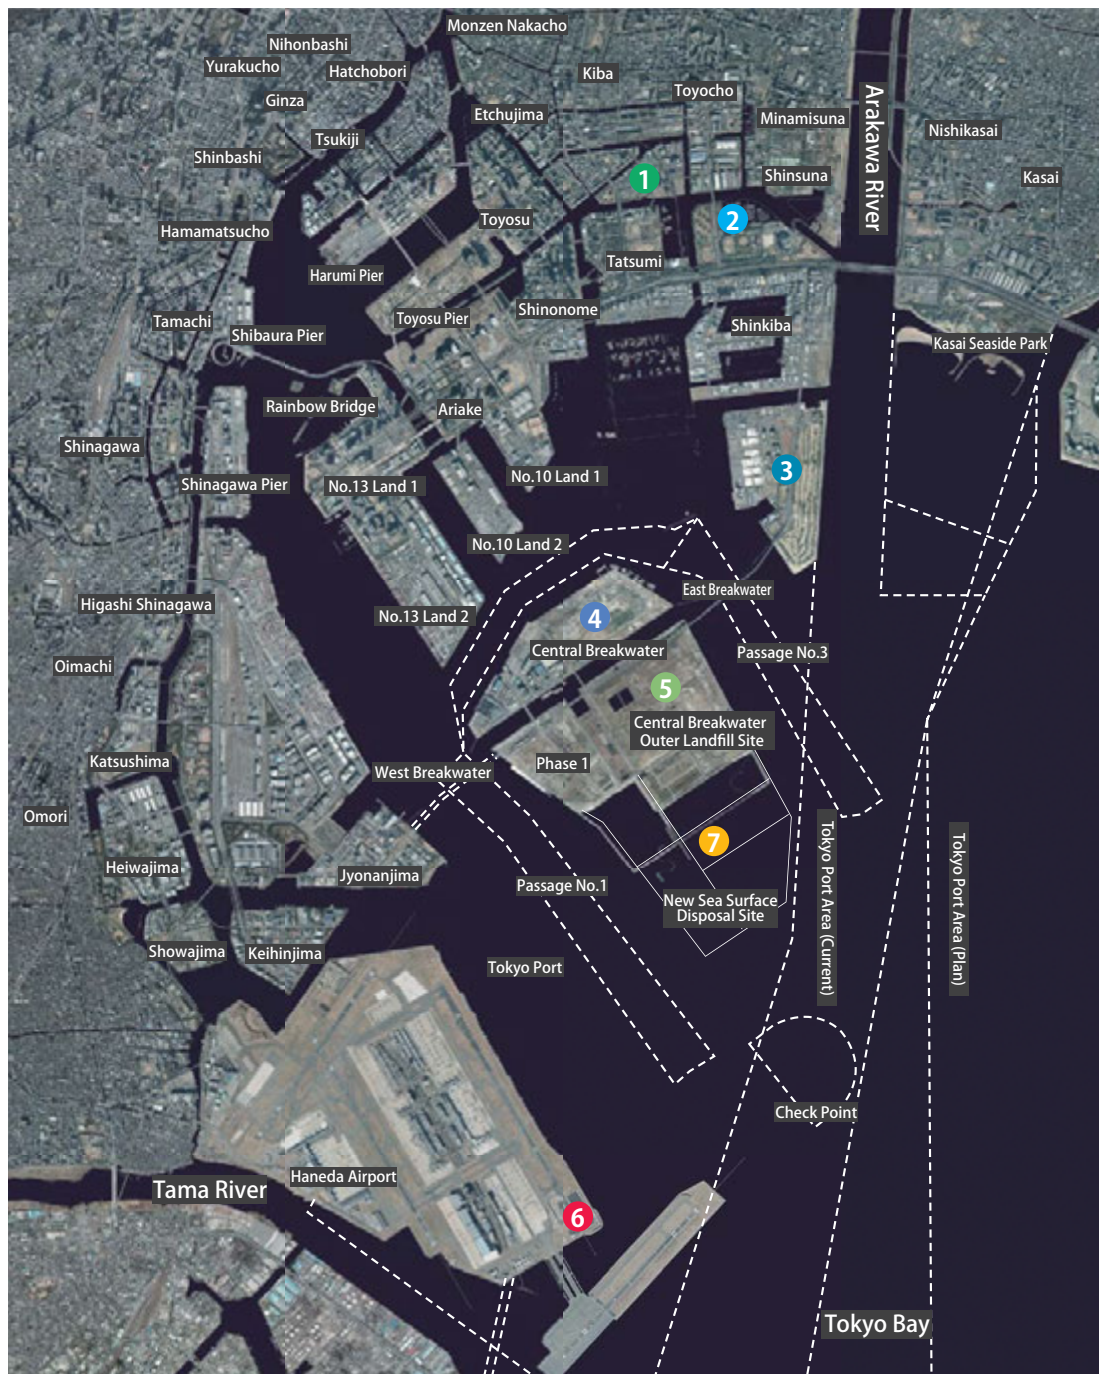 Monzen Nakacho
Nihonbashi
Yurakucho
Hatchobori
Kiba
Toyocho
Ginza
Etchujima
Minamisuna
Arakawa River
Nishikasai
Tsukiji
Shinbashi
1
Shinsuna
Kasai
Hamamatsucho
Toyosu
2
Tatsumi
Harumi Pier
Shinonome
Toyosu Pier
Tamachi
Shibaura Pier
Shinkiba
Kasai Seaside Park
Rainbow Bridge
Ariake
Shinagawa
3
No.10 Land 1
Shinagawa Pier
No.13 Land 1
No.10 Land 2
East Breakwater
Higashi Shinagawa
No.13 Land 2
4
Central Breakwater
Passage No.3
Oimachi
5
Central Breakwater
Outer Landfill Site
Katsushima
West Breakwater
Phase 1
Omori
7
Tokyo Port Area (Current)
Tokyo Port Area (Plan)
Heiwajima
Jyonanjima
Passage No.1
New Sea Surface
Disposal Site
Showajima
Keihinjima
Tokyo Port
Check Point
Haneda Airport
Tama River
6
Tokyo Bay